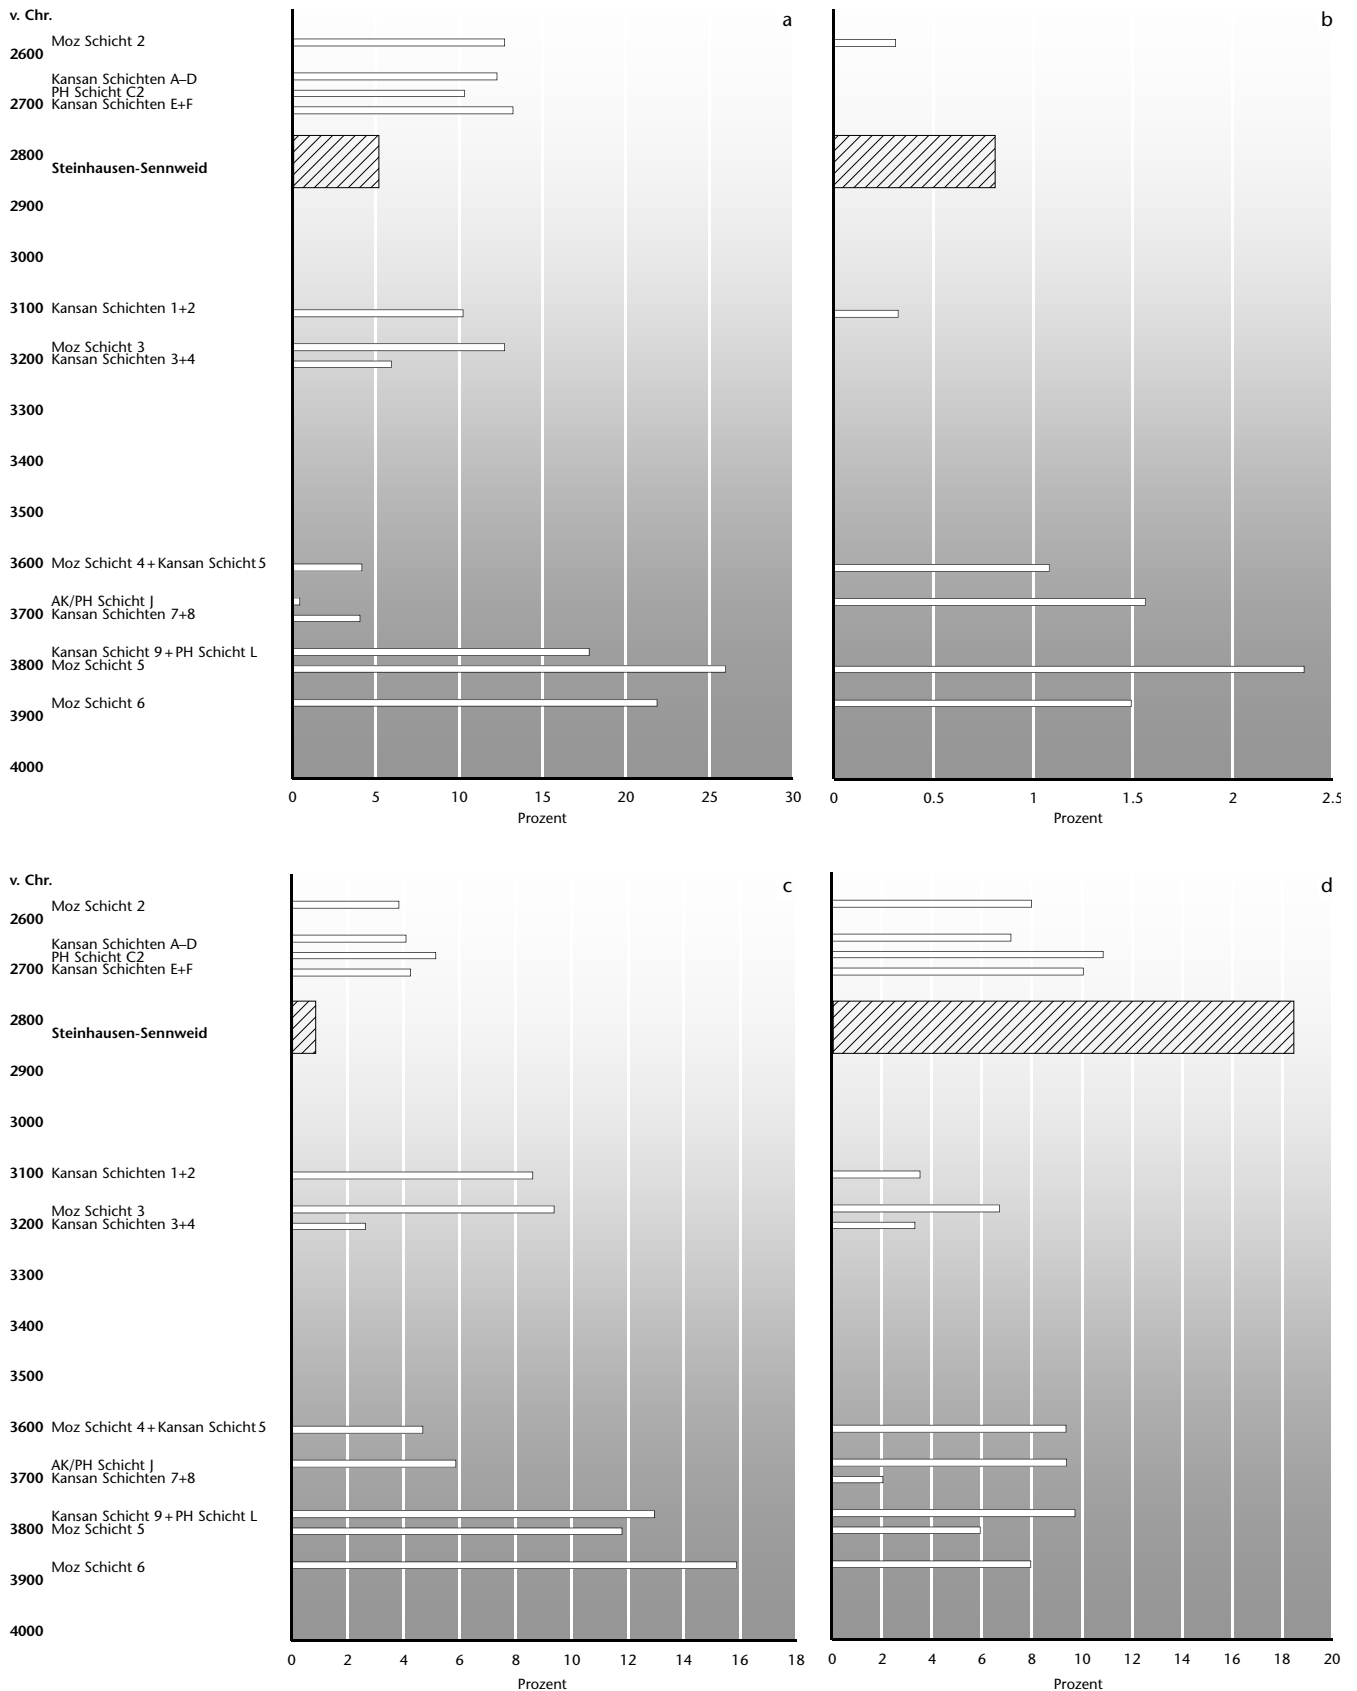 v. Chr.
a
b
Moz Schicht 2
2600
Kansan Schichten A–D
PH Schicht C2
2700 Kansan Schichten E+F
2800
Steinhausen-Sennweid
2900
3000
3100 Kansan Schichten 1+2
Moz Schicht 3
3200 Kansan Schichten 3+4
3300
3400
3500
3600 Moz Schicht 4+Kansan Schicht 5
AK/PH Schicht J
3700 Kansan Schichten 7+8
Kansan Schicht 9+PH Schicht L
3800 Moz Schicht 5
Moz Schicht 6
3900
4000
0 5 10 15 20 25 30
Prozent
0 0.5 1 1.5 2 2.5
Prozent
v. Chr.
c
d
Moz Schicht 2
2600
Kansan Schichten A–D
PH Schicht C2
2700 Kansan Schichten E+F
2800
Steinhausen-Sennweid
2900
3000
3100 Kansan Schichten 1+2
Moz Schicht 3
3200 Kansan Schichten 3+4
3300
3400
3500
3600 Moz Schicht 4+Kansan Schicht 5
AK/PH Schicht J
3700 Kansan Schichten 7+8
Kansan Schicht 9+PH Schicht L
3800 Moz Schicht 5
Moz Schicht 6
3900
4000
0 2 4 6 8 10 12 14 16 18
Prozent
0 2 4 6 8 10 12 14 16 18 20
Prozent